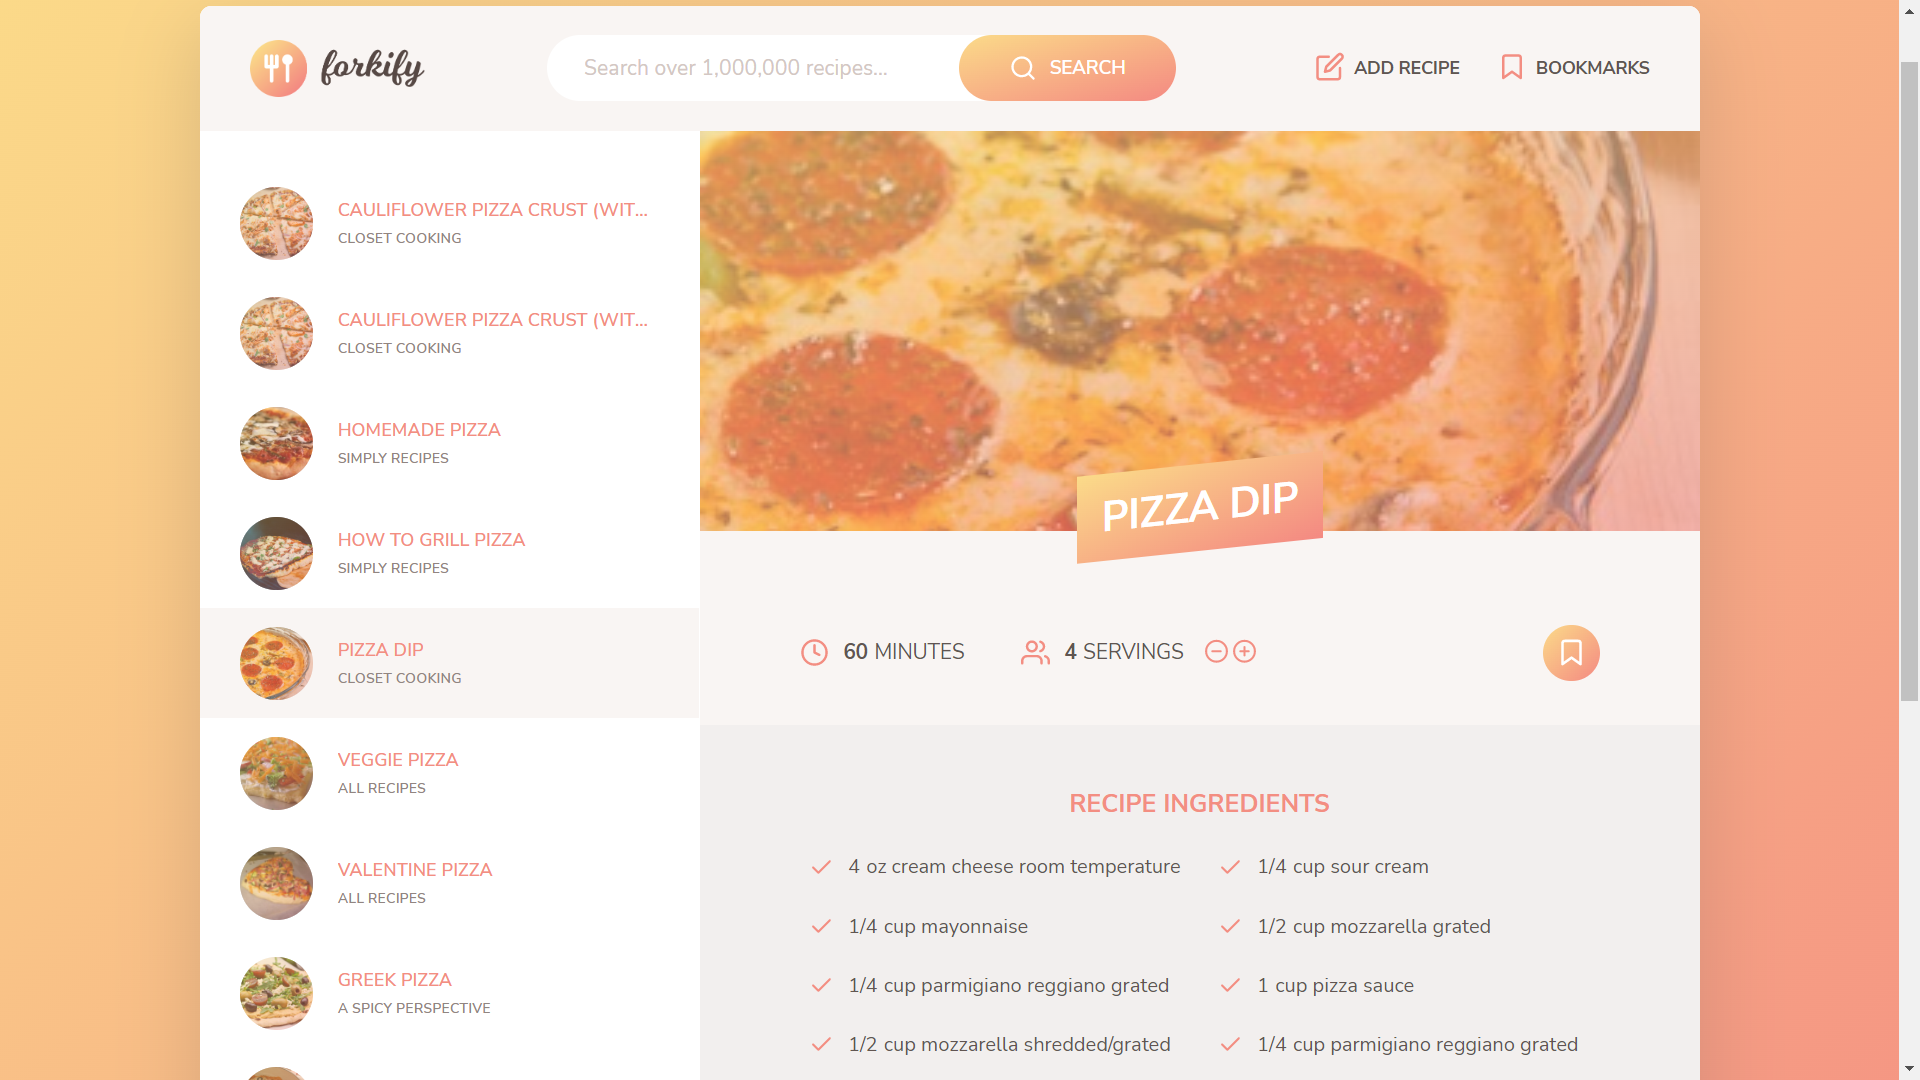 forkify
Search over 1,000,000 recipes...
SEARCH
ADD RECIPE
BOOKMARKS
CAULIFLOWER PIZZA CRUST (WIT...
CLOSET COOKING
CAULIFLOWER PIZZA CRUST (WIT...
CLOSET COOKING
HOMEMADE PIZZA
SIMPLY RECIPES
HOW TO GRILL PIZZA
SIMPLY RECIPES
PIZZA DIP
CLOSET COOKING
VEGGIE PIZZA
ALL RECIPES
VALENTINE PIZZA
ALL RECIPES
GREEK PIZZA
A SPICY PERSPECTIVE
PIZZA DIP
60 MINUTES
4 SERVINGS
RECIPE INGREDIENTS
4 oz cream cheese room temperature
1/4 cup sour cream
1/4 cup mayonnaise
1/2 cup mozzarella grated
1/4 cup parmigiano reggiano grated
1 cup pizza sauce
1/2 cup mozzarella shredded/grated
1/4 cup parmigiano reggiano grated